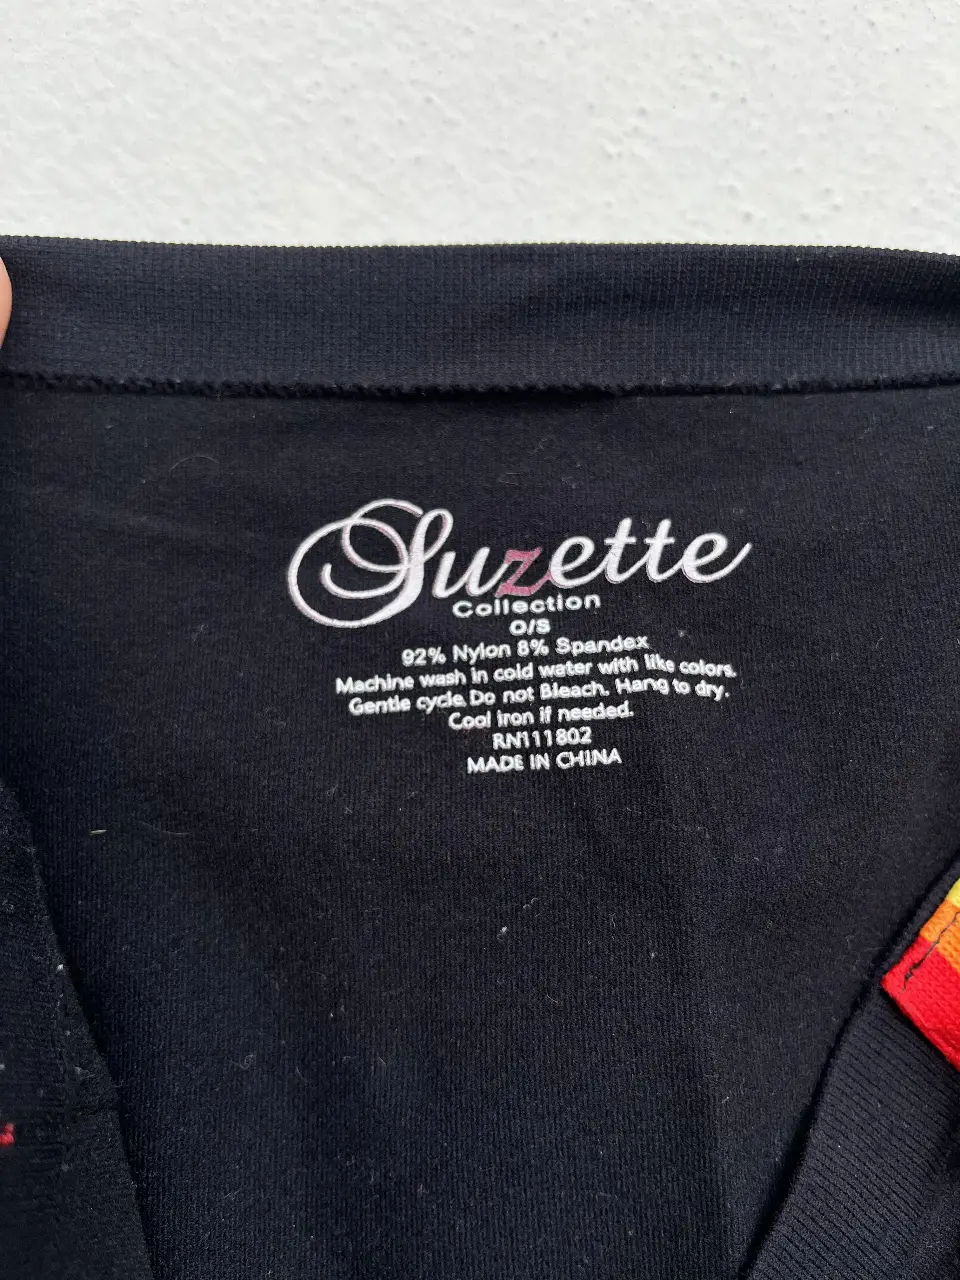 Suzette
Collection
O/S
92% Nylon 8% Spandex
Machine wash in cold water with like colors.
Gentle cycle. Do not Bleach. Hang to dry.
Cool iron if needed.
RN111802
MADE IN CHINA